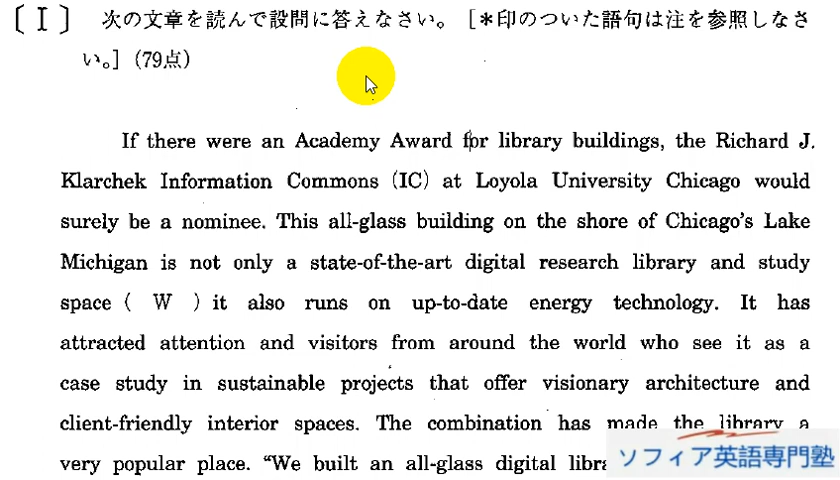 〔Ⅰ〕 次の文章を読んで設問に答えなさい。[＊印のついた語句は注を参照しなさ
い。](79点)
If there were an Academy Award for library buildings, the Richard J.
Klarchek Information Commons (IC) at Loyola University Chicago would
surely be a nominee. This all-glass building on the shore of Chicago's Lake
Michigan is not only a state-of-the-art digital research library and study
space ( W ) it also runs on up-to-date energy technology. It has
attracted attention and visitors from around the world who see it as a
case study in sustainable projects that offer visionary architecture and
client-friendly interior spaces. The combination has made the library a
very popular place. "We built an all-glass digital
ソフィア英語専門塾